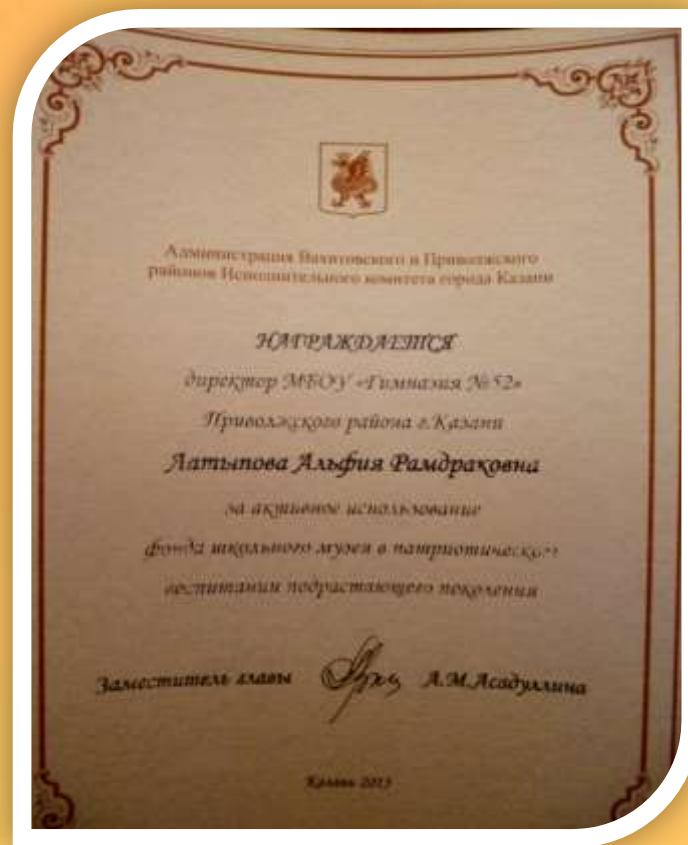 Администрация Вахитовского и Приволжского
районов Исполнительного комитета города Казани
НАГРАЖДАЕТСЯ
директор МБОУ «Гимназия №52»
Приволжского района г.Казани
Латыпова Альфия Рамдраковна
за активное использование
фонда школьного музея в патриотическом
воспитании подрастающего поколения
Заместитель главы А.М.Асадуллина
Казань 2013